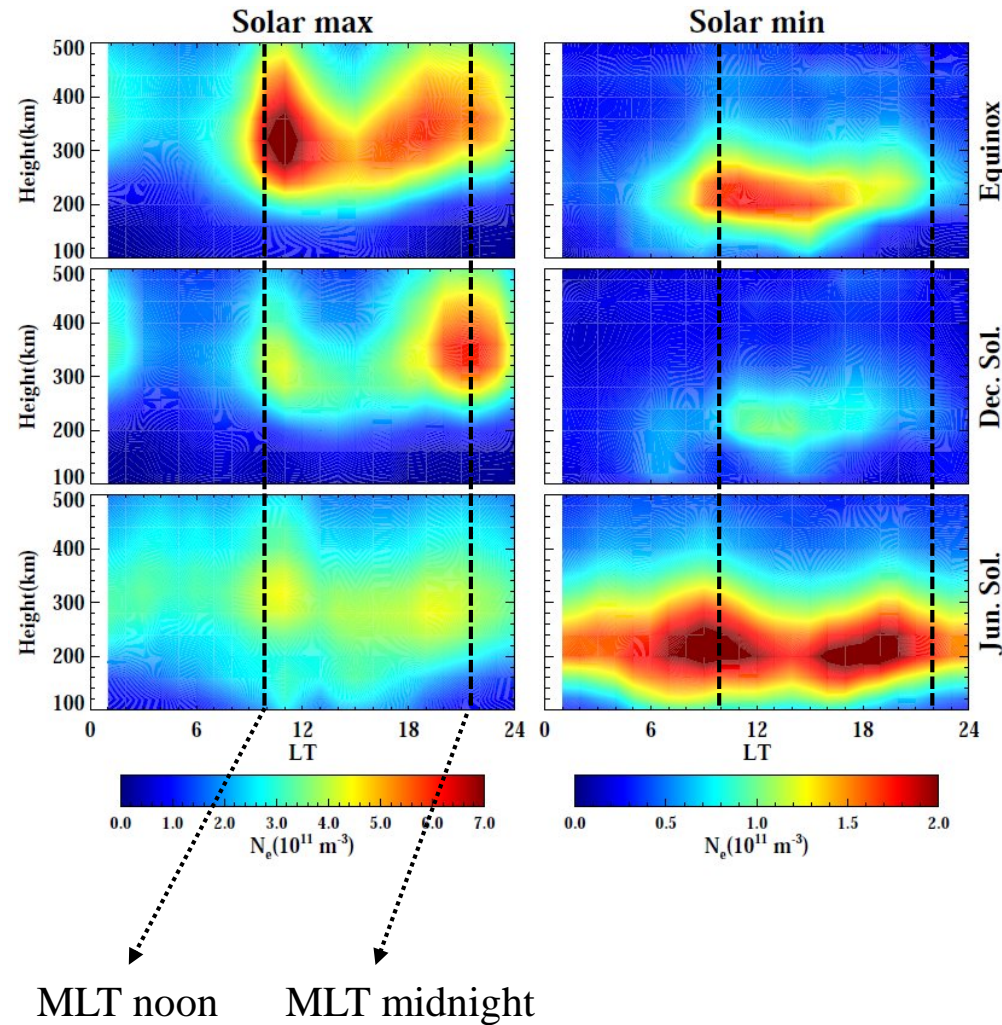 Solar max Solar min
500
400
300
200
100
Height(km)
Equinox
500
400
300
200
100
Height(km)
Dec. Sol.
500
400
300
200
100
Height(km)
Jun. Sol.
0 6 12 18 24 6 12 18 24
LT LT
0.0 1.0 2.0 3.0 4.0 5.0 6.0 7.0 0.0 0.5 1.0 1.5 2.0
Nₑ(10¹¹ m⁻³) Nₑ(10¹¹ m⁻³)
MLT noon MLT midnight